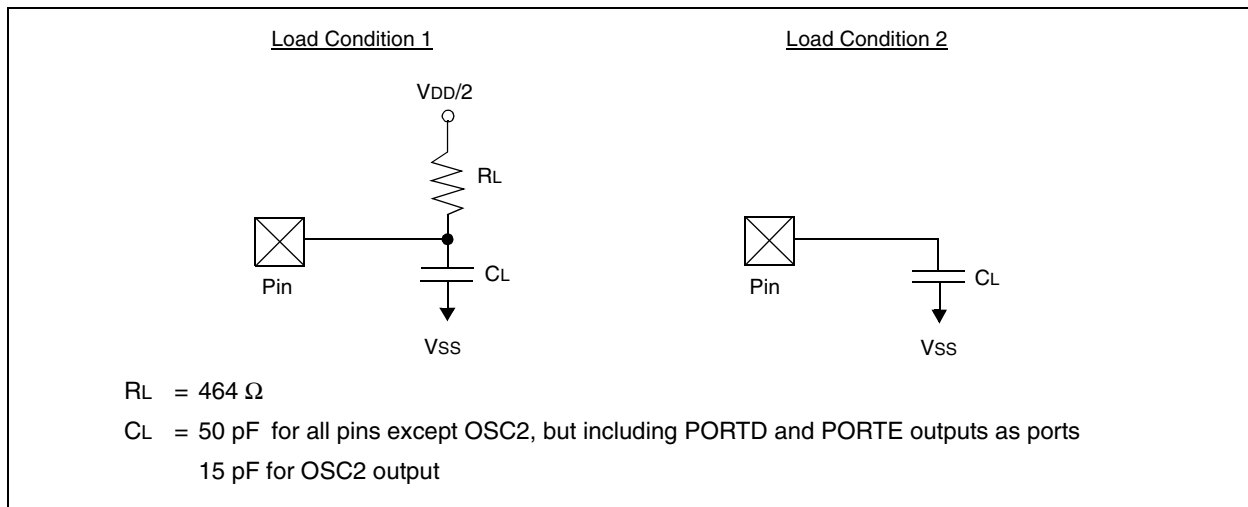 Load Condition 1
Load Condition 2
VDD/2
RL
Pin
CL
VSS
Pin
CL
VSS
RL = 464 Ω
CL = 50 pF for all pins except OSC2, but including PORTD and PORTE outputs as ports
15 pF for OSC2 output